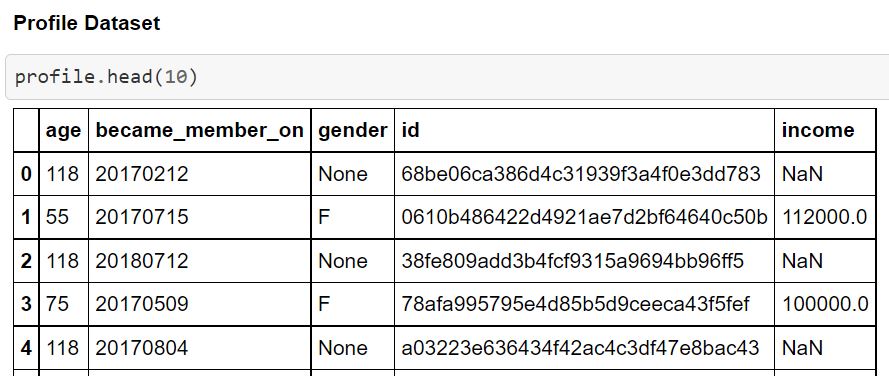 Profile Dataset
profile.head(10)
age became_member_on gender id income
0 118 20170212 None 68be06ca386d4c31939f3a4f0e3dd783 NaN
1 55 20170715 F 0610b486422d4921ae7d2bf64640c50b 112000.0
2 118 20180712 None 38fe809add3b4fcf9315a9694bb96ff5 NaN
3 75 20170509 F 78afa995795e4d85b5d9ceeca43f5fef 100000.0
4 118 20170804 None a03223e636434f42ac4c3df47e8bac43 NaN